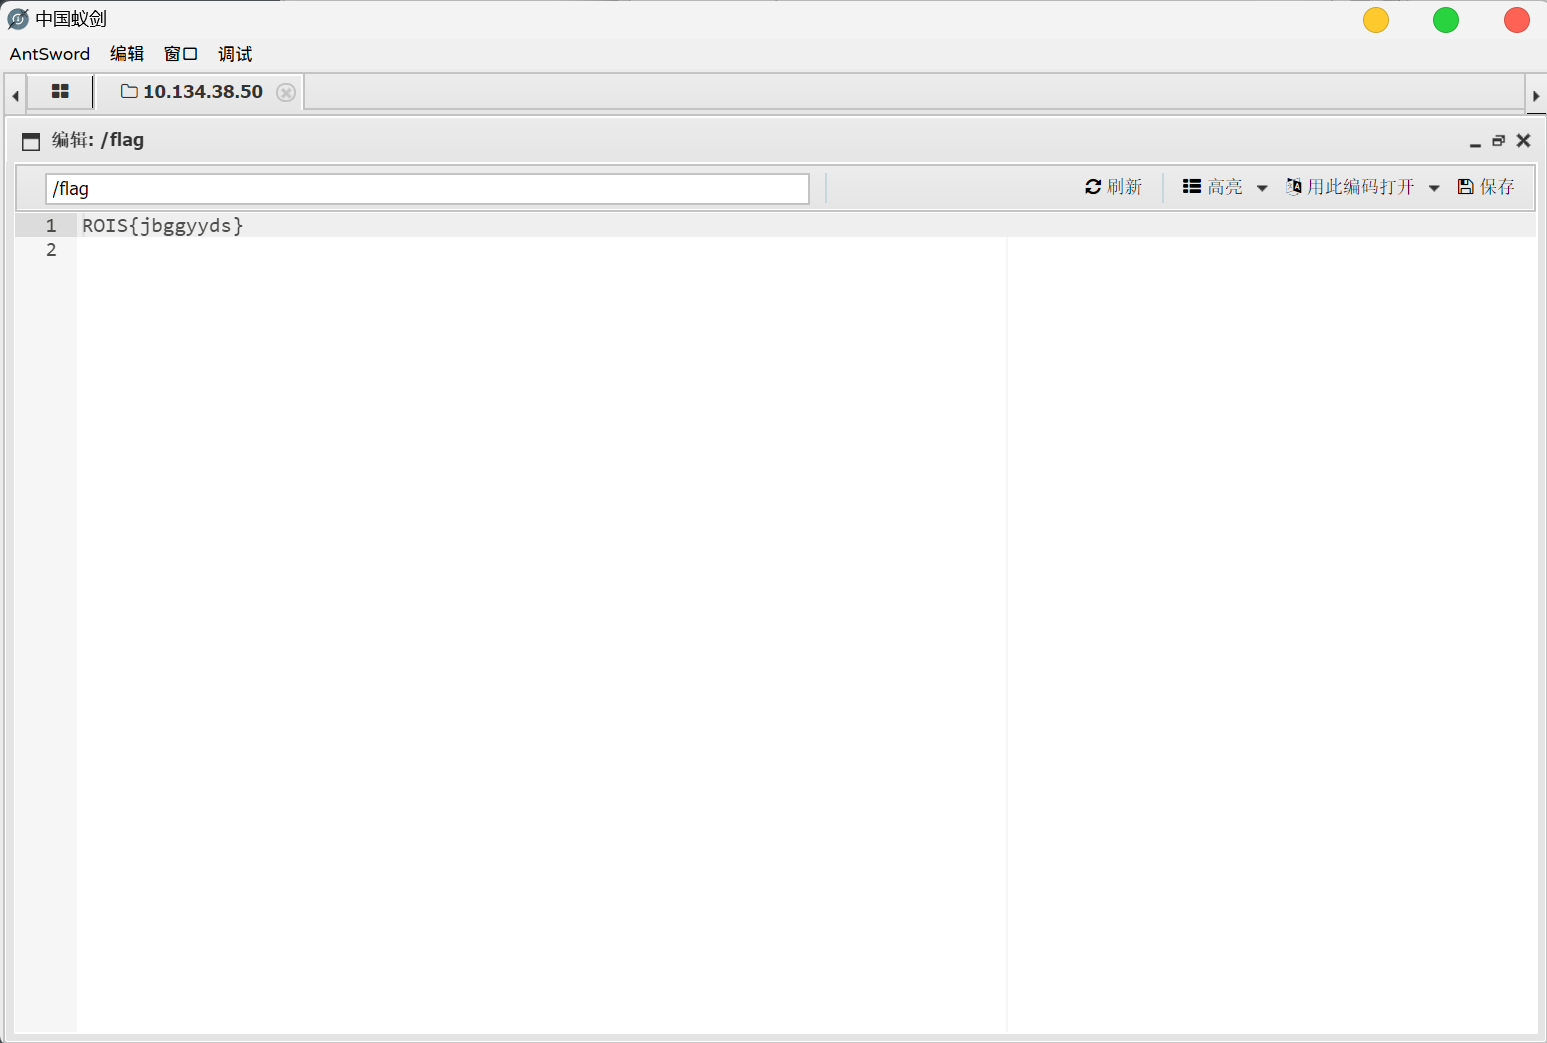 中国蚁剑
AntSword 编辑 窗口 调试
10.134.38.50
编辑: /flag
/flag 刷新 高亮 用此编码打开 保存
1 ROIS{jbggyyds}
2